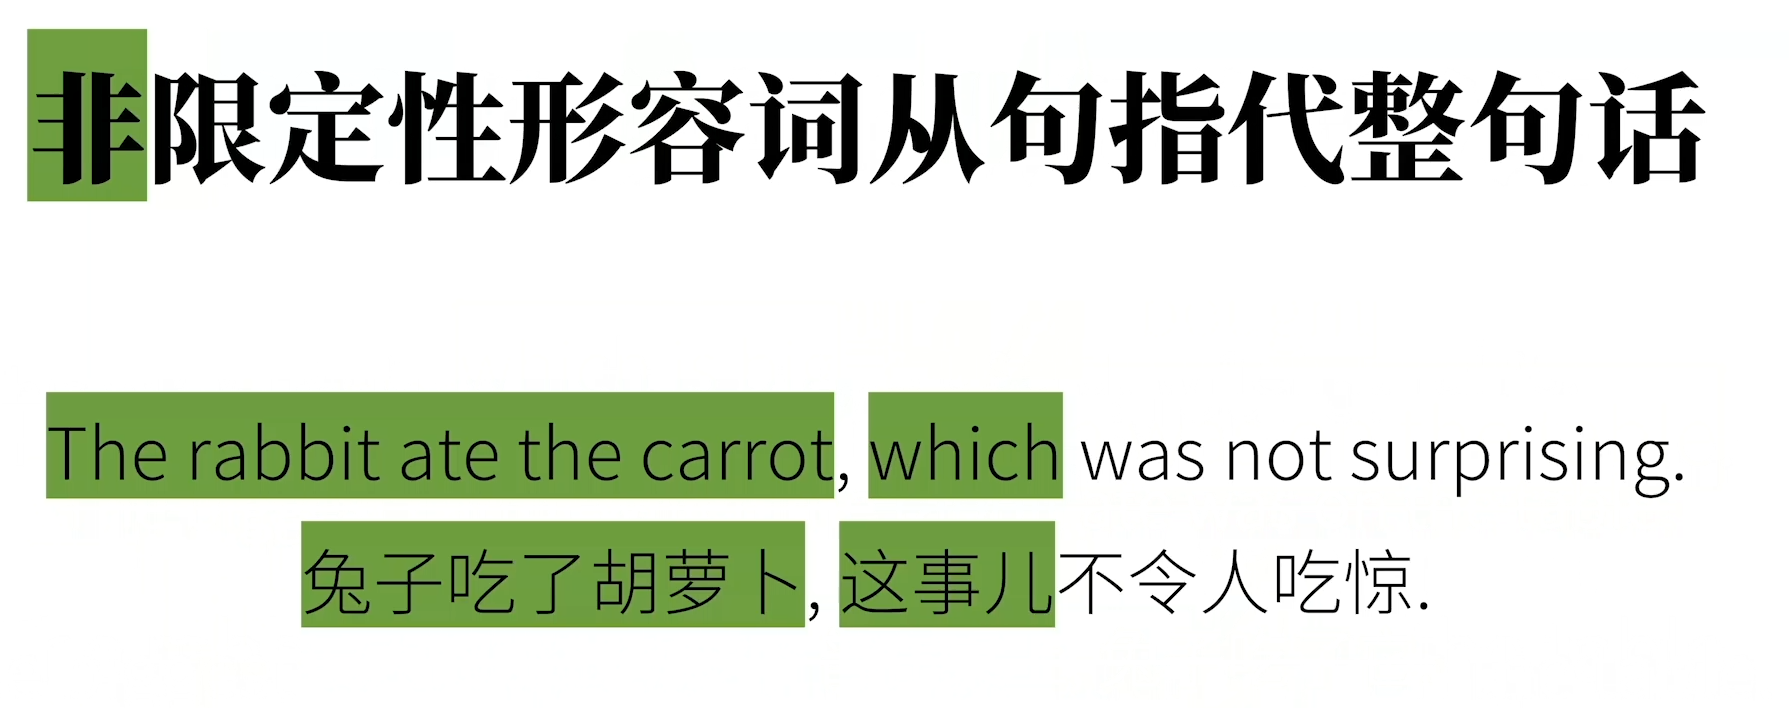 非限定性形容词从句指代整句话
The rabbit ate the carrot, which was not surprising.
兔子吃了胡萝卜, 这事儿不令人吃惊.